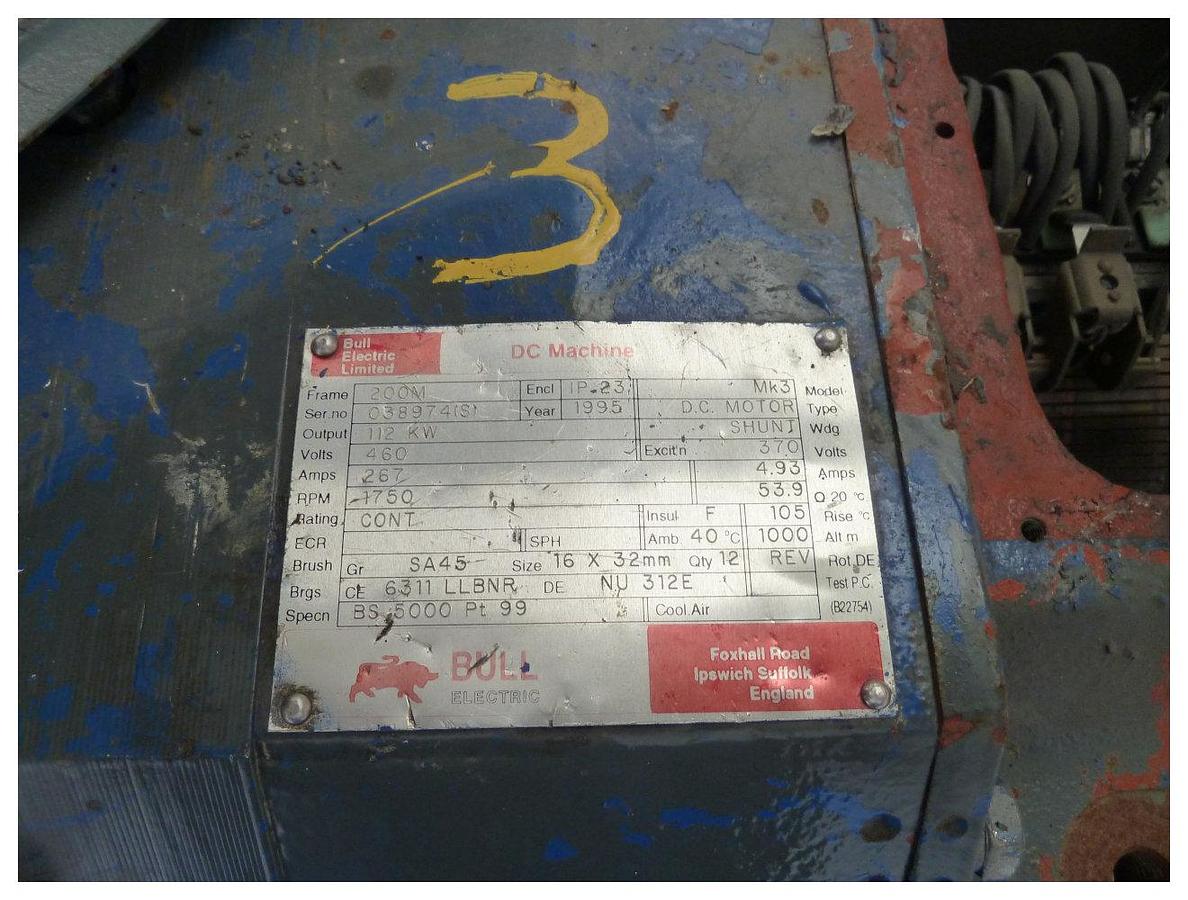 3
Bull
Electric
Limited
DC Machine
Frame 200M Encl IP.23 Mk3 Model
Ser.no 038974(S) Year 1995 D.C. MOTOR Type
Output 112 KW SHUNT Wdg
Volts 460 Excit'n 370 Volts
Amps 267 4.93 Amps
RPM 1750 53.9 Ω 20 °C
Rating CONT Insul F 105 Rise °C
ECR SPH Amb. 40 °C 1000 Alt m
Brush Gr SA45 Size 16 X 32mm Qty 12 REV Rot.DE
Brgs CE 6311 LLBNR DE NU 312E Test P.C.
Specn BS 5000 Pt 99 Cool.Air (B22754)
BULL
ELECTRIC
Foxhall Road
Ipswich Suffolk
England